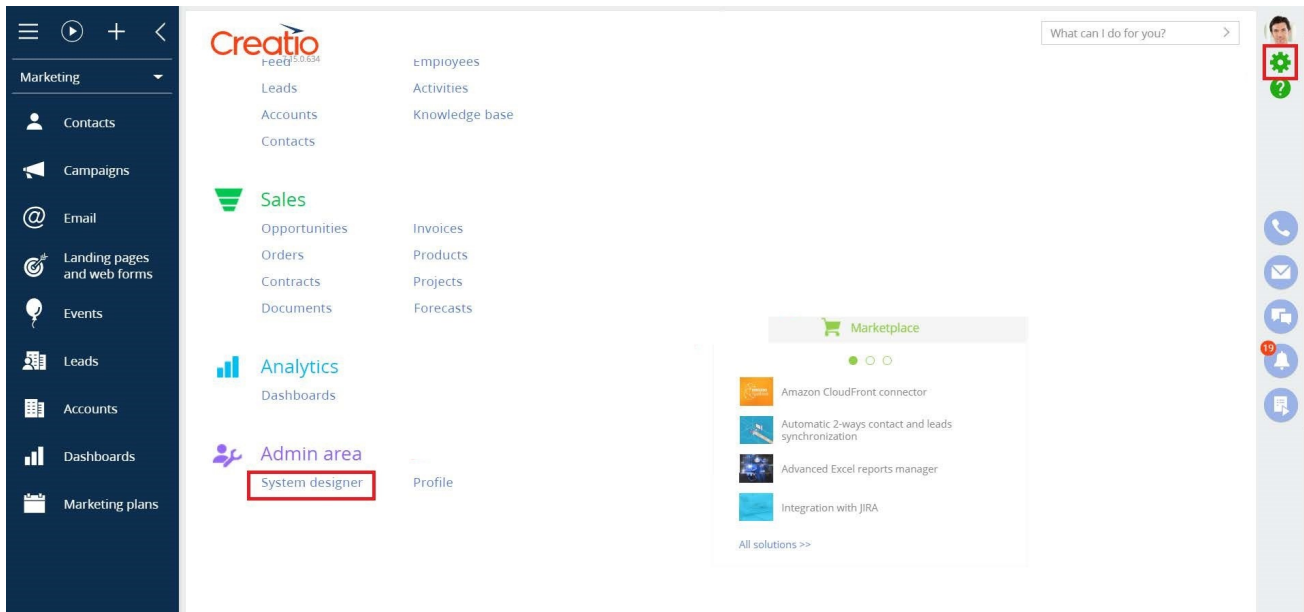 Marketing
Contacts
Campaigns
@ Email
Landing pages
and web forms
Events
Leads
Accounts
Dashboards
Marketing plans
Creatio
What can I do for you?
Feed
Employees
Leads
Activities
Accounts
Knowledge base
Contacts
Sales
Opportunities
Invoices
Orders
Products
Contracts
Projects
Documents
Forecasts
Analytics
Dashboards
Admin area
System designer
Profile
Marketplace
Amazon CloudFront connector
Automatic 2-ways contact and leads
synchronization
Advanced Excel reports manager
Integration with JIRA
All solutions >>
?
19